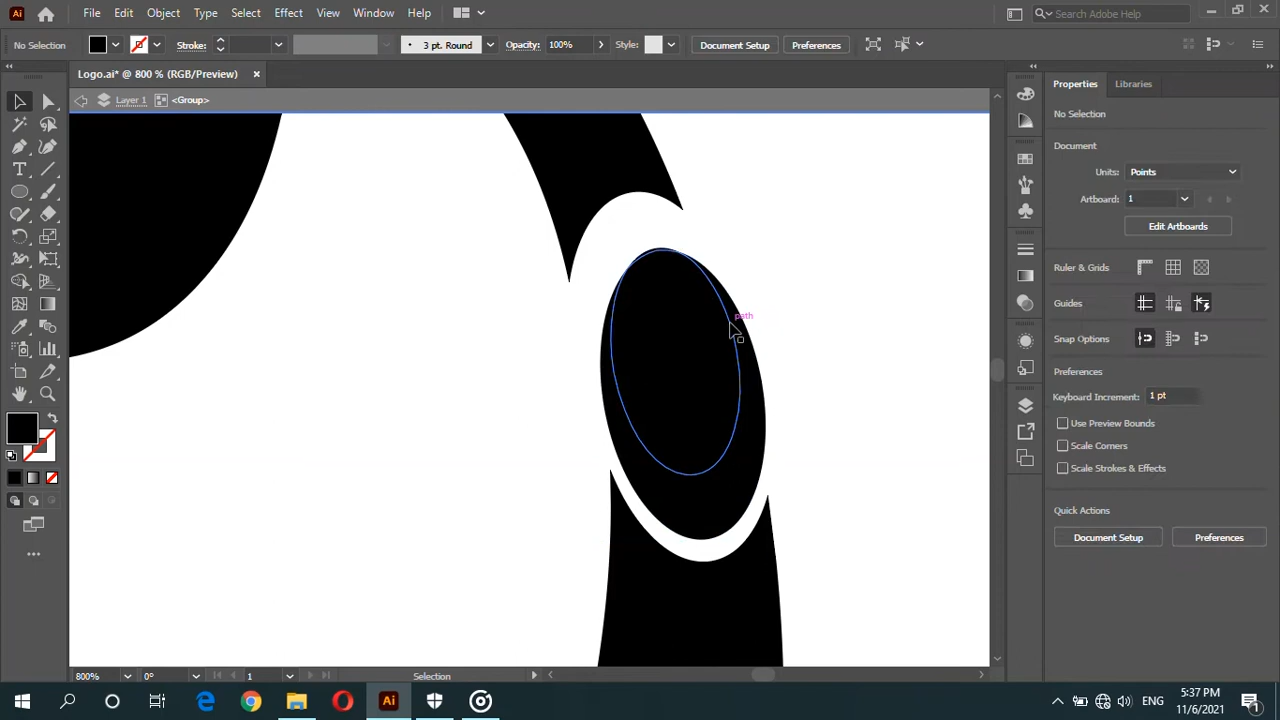 Ai File Edit Object Type Select Effect View Window Help Search Adobe Help
No Selection Stroke: 3 pt. Round Opacity: 100% Style: Document Setup Preferences
Logo.ai* @ 800 % (RGB/Preview) ×
Layer 1 <Group>
Properties Libraries
No Selection
Document
Units: Points
Artboard: 1
Edit Artboards
Ruler & Grids
Guides
path
Snap Options
Preferences
Keyboard Increment: 1 pt
Use Preview Bounds
Scale Corners
Scale Strokes & Effects
Quick Actions
Document Setup Preferences
800% 0° 1 Selection
Ai ENG 5:37 PM
11/6/2021 1